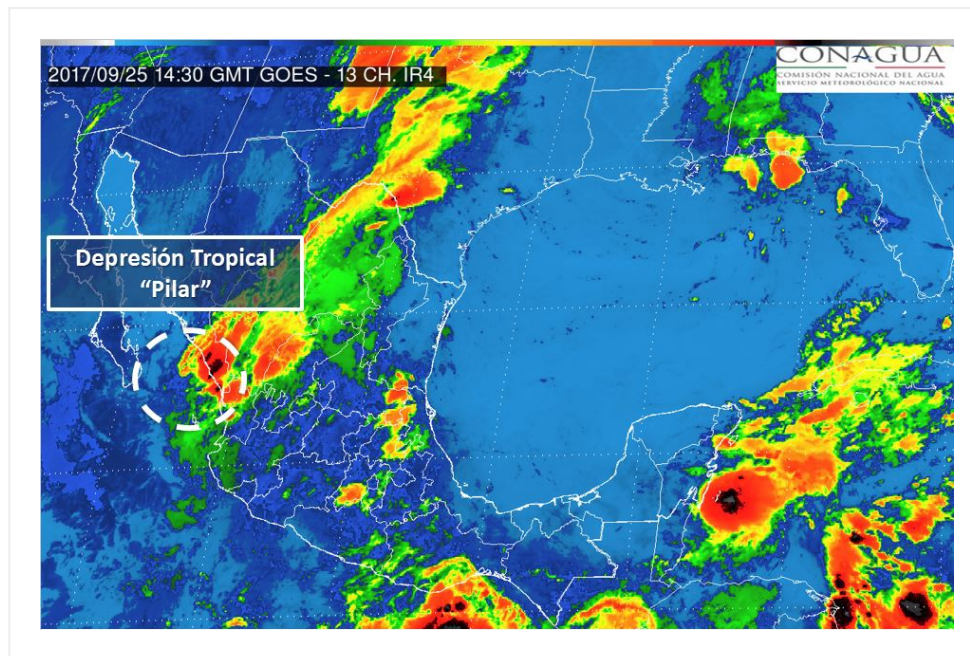 CONAGUA
COMISIÓN NACIONAL DEL AGUA
SERVICIO METEOROLÓGICO NACIONAL
2017/09/25 14:30 GMT GOES - 13 CH. IR4
Depresión Tropical
“Pilar”